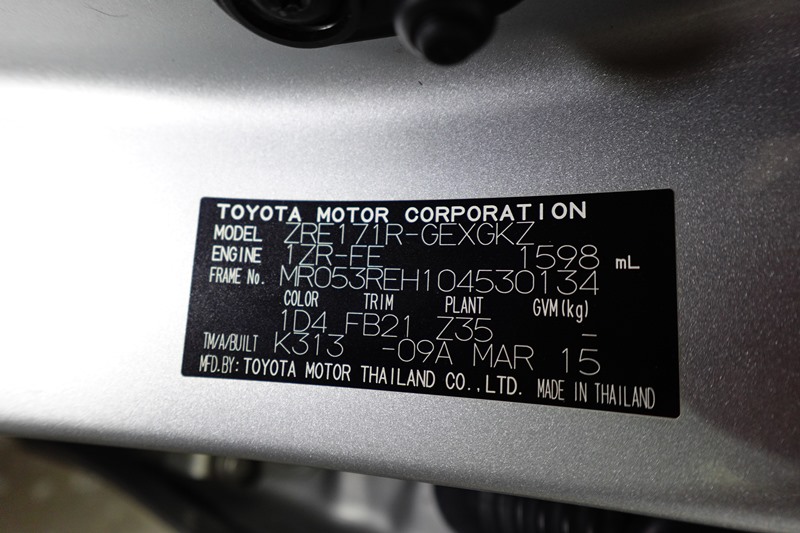 TOYOTA MOTOR CORPORATION
MODEL ZRE171R-GEXGKZ
ENGINE 1ZR-FE 1598 mL
FRAME No. MR053REH104530134
COLOR TRIM PLANT GVM(kg)
1D4 FB21 Z35 –
TM/A/BUILT K313 -09A MAR 15
MFD.BY: TOYOTA MOTOR THAILAND CO.,LTD. MADE IN THAILAND